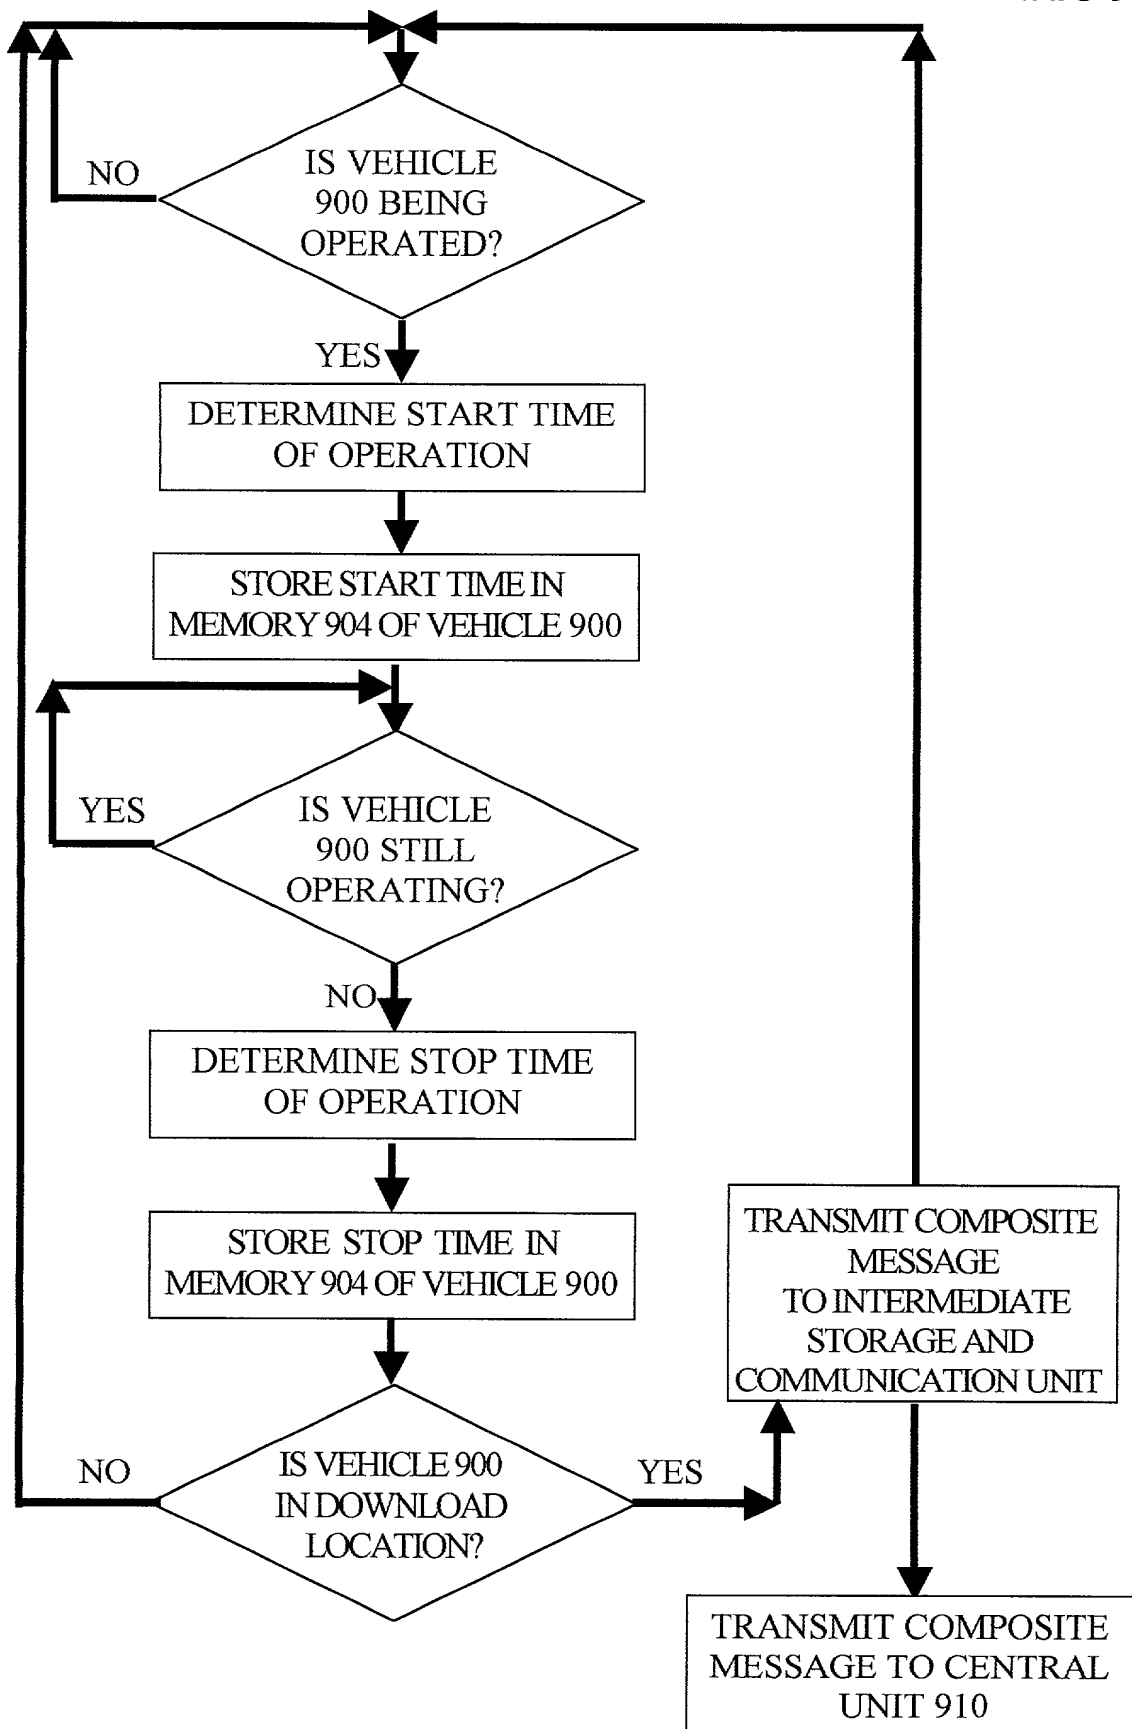 IS VEHICLE
900 BEING
OPERATED?
NO
YES
DETERMINE START TIME
OF OPERATION
STORE START TIME IN
MEMORY 904 OF VEHICLE 900
IS VEHICLE
900 STILL
OPERATING?
YES
NO
DETERMINE STOP TIME
OF OPERATION
STORE STOP TIME IN
MEMORY 904 OF VEHICLE 900
IS VEHICLE 900
IN DOWNLOAD
LOCATION?
NO
YES
TRANSMIT COMPOSITE
MESSAGE
TO INTERMEDIATE
STORAGE AND
COMMUNICATION UNIT
TRANSMIT COMPOSITE
MESSAGE TO CENTRAL
UNIT 910